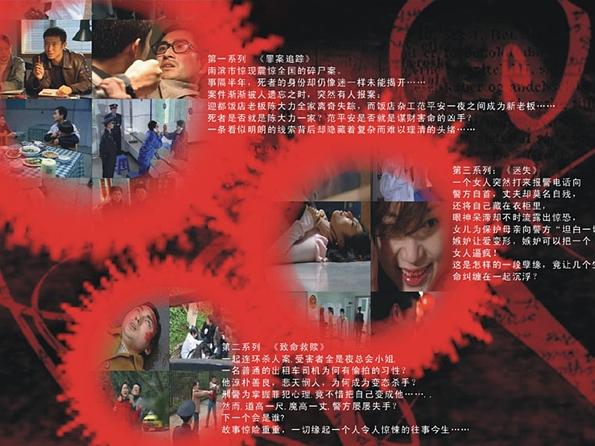 第一系列 《罪案追踪》
南滨市惊现震惊全国的碎尸案,
事隔半年,死者的身份却仍像迷一样未能揭开……
案件渐渐被人遗忘之时,突然有人报案;
迎都饭店老板陈大力全家离奇失踪,而饭店杂工范平安一夜之间成为新老板……
死者是否就是陈大力一家?范平安是否就是谋财害命的凶手?
一条看似明朗的线索背后却隐藏着复杂而难以理清的头绪……
第三系列:《迷失》
一个女人突然打来报警电话向
警方自首,丈夫却莫名自残,
还将自己藏在衣柜里,
眼神呆滞却不时流露出惊恐,
女儿为保护母亲向警方“坦白一切
嫉妒让爱变形,嫉妒可以把一个
女人逼疯!
这是怎样的一段孽缘,竟让几个生
命纠缠在一起沉浮?
第二系列 《致命救赎》
一起连环杀人案,受害者全是夜总会小姐,
一名普通的出租车司机为何有偷拍的习性?
他淳朴善良,悲天悯人,为何成为变态杀手?
刑警为掌握罪犯心理,竟不惜把自己变成他……
然而,道高一尺,魔高一丈,警方屡屡失手?
下一个会是谁?
故事惊险重重,一切缘起一个人令人惊悚的往事今生……